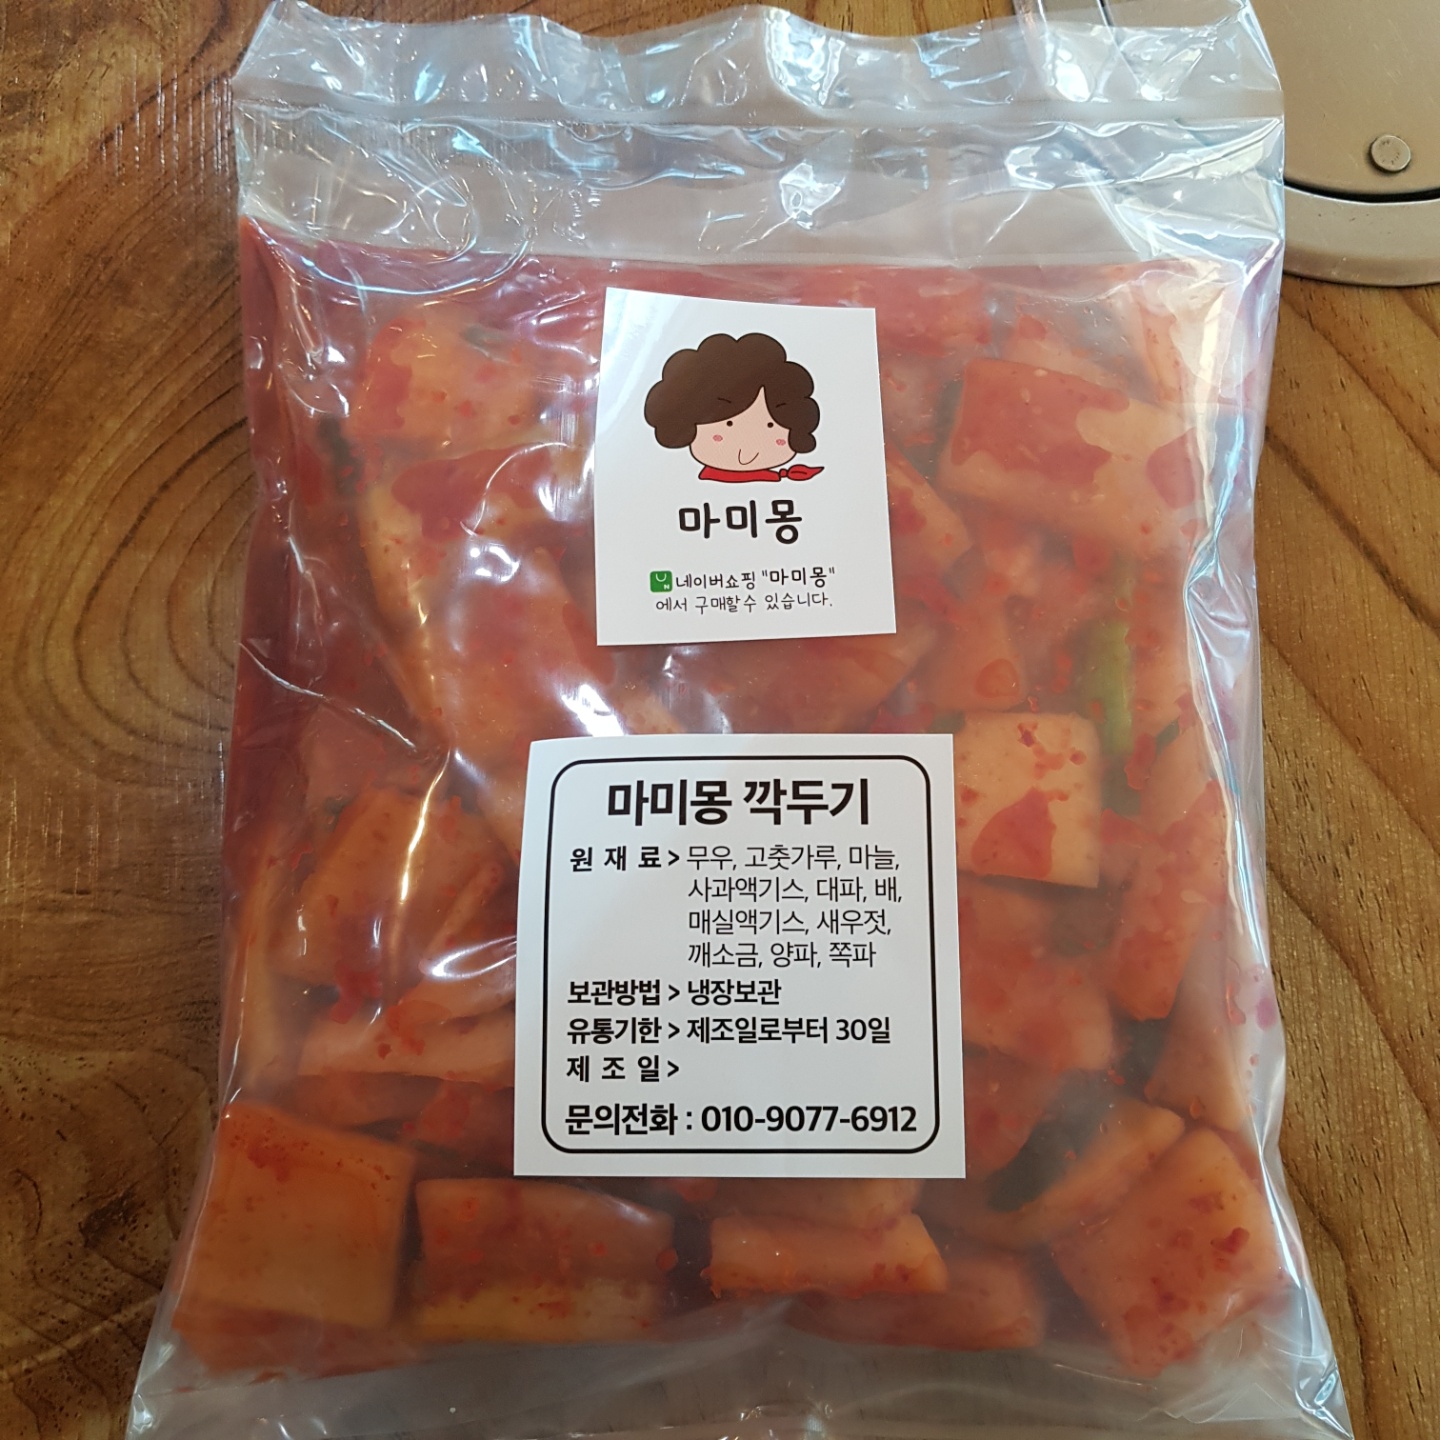 마미몽
네이버쇼핑 "마미몽"
에서 구매할수 있습니다.
마미몽 깍두기
원 재 료 > 무우, 고춧가루, 마늘,
사과액기스, 대파, 배,
매실액기스, 새우젓,
깨소금, 양파, 쪽파
보관방법 > 냉장보관
유통기한 > 제조일로부터 30일
제 조 일 >
문의전화 : 010-9077-6912